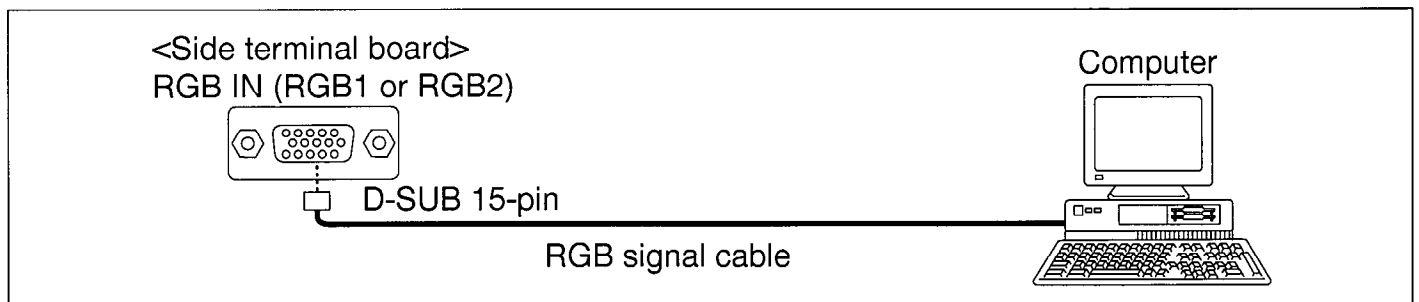 <Side terminal board>
RGB IN (RGB1 or RGB2)
Computer
D-SUB 15-pin
RGB signal cable